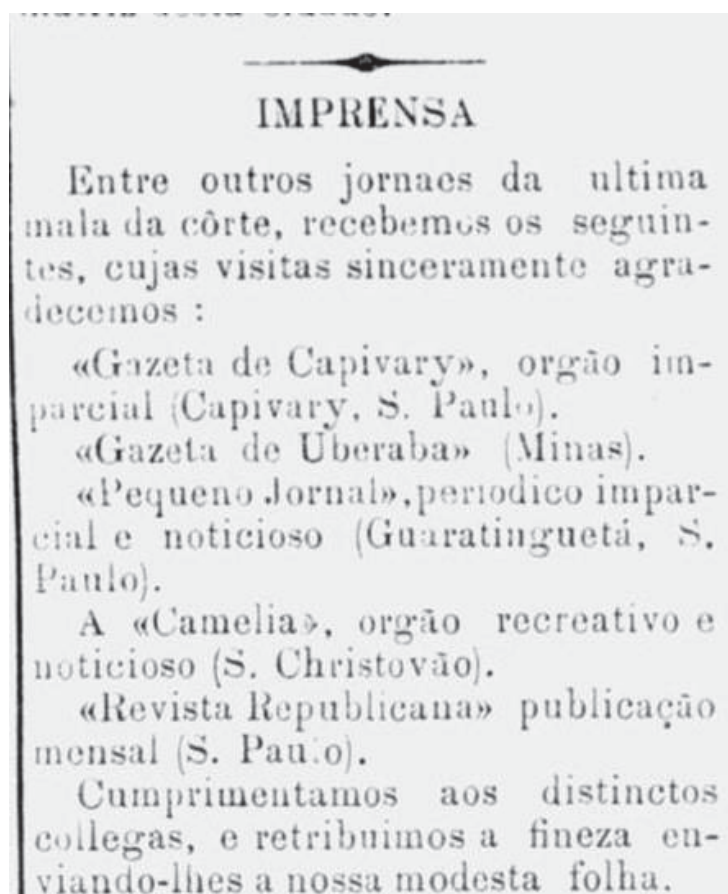 IMPRENSA
Entre outros jornaes da ultima
mala da côrte, recebemos os seguin-
tes, cujas visitas sinceramente agra-
decemos :
«Gazeta de Capivary», orgão im-
parcial (Capivary, S. Paulo).
«Gazeta de Uberaba» (Minas).
«Pequeno Jornal»,periodico impar-
cial e noticioso (Guaratinguetá, S.
Paulo).
A «Camelia», orgão recreativo e
noticioso (S. Christovão).
«Revista Republicana» publicação
mensal (S. Paulo).
Cumprimentamos aos distinctos
collegas, e retribuimos a fineza en-
viando-lhes a nossa modesta folha.